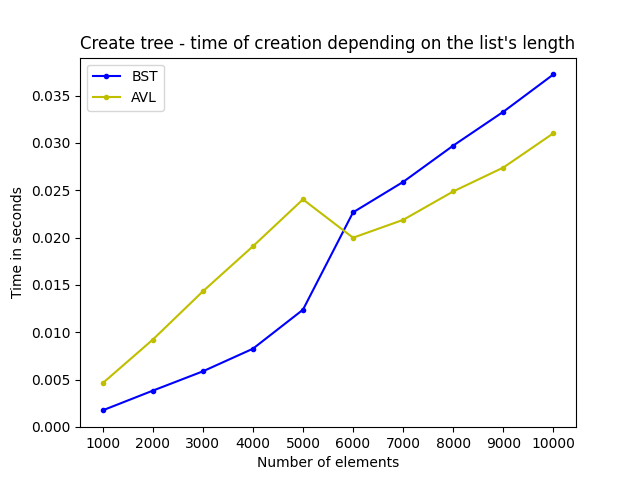 Create tree - time of creation depending on the list's length
BST
AVL
Time in seconds
0.035
0.030
0.025
0.020
0.015
0.010
0.005
0.000
1000 2000 3000 4000 5000 6000 7000 8000 9000 10000
Number of elements